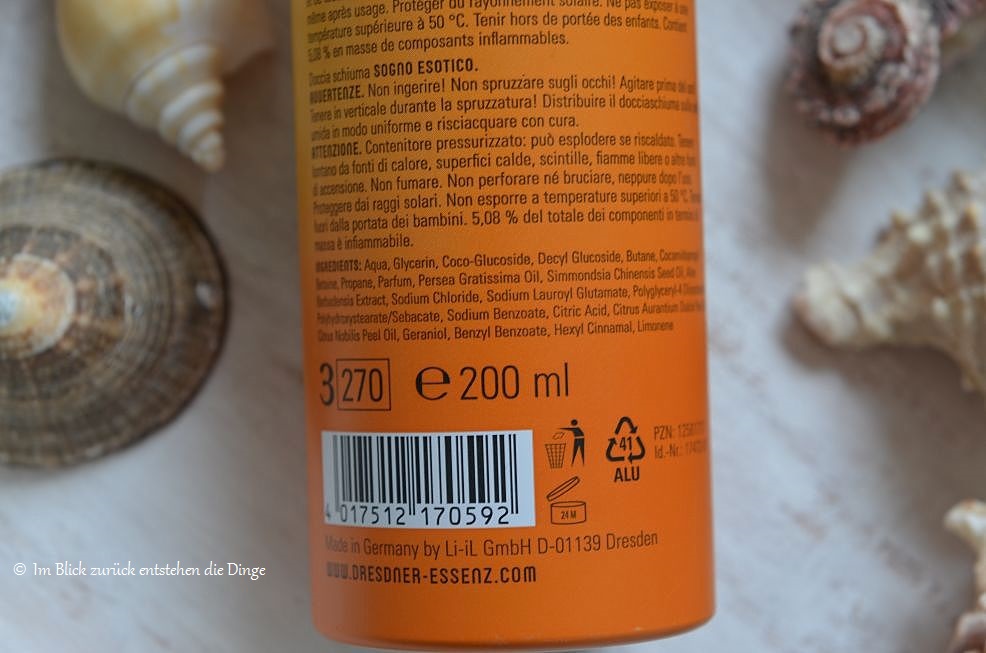 même après usage. Protéger du rayonnement solaire. Ne pas exposer à une
température supérieure à 50 °C. Tenir hors de portée des enfants. Contient
5,08 % en masse de composants inflammables.
Doccia schiuma SOGNO ESOTICO.
AVVERTENZE. Non ingerire! Non spruzzare sugli occhi! Agitare prima
Tenere in verticale durante la spruzzatura! Distribuire il docciaschiuma sulla
umida in modo uniforme e risciacquare con cura.
ATTENZIONE. Contenitore pressurizzato: può esplodere se riscaldato. Tenere
lontano da fonti di calore, superfici calde, scintille, fiamme libere o altre fonti
di accensione. Non fumare. Non perforare né bruciare, neppure dopo l'uso.
Proteggere dai raggi solari. Non esporre a temperature superiori a 50 °C. Tenere
fuori dalla portata dei bambini. 5,08 % del totale dei componenti in termini di
massa è infiammabile.
INGREDIENTS: Aqua, Glycerin, Coco-Glucoside, Decyl Glucoside, Butane,
Betaine, Propane, Parfum, Persea Gratissima Oil, Simmondsia Chinensis Seed Oil, Aloe
Barbadensis Extract, Sodium Chloride, Sodium Lauroyl Glutamate,
Polyhydroxystearate/Sebacate, Sodium Benzoate, Citric Acid, Citrus Aurantium
Citrus Nobilis Peel Oil, Geraniol, Benzyl Benzoate, Hexyl Cinnamal, Limonene
3 270 e 200 ml
41
ALU
PZN:
Id.-Nr.:
24 M
4 017512 170592
Made in Germany by Li-iL GmbH D-01139 Dresden
WWW.DRESDNER-ESSENZ.COM
© Im Blick zurück entstehen die Dinge